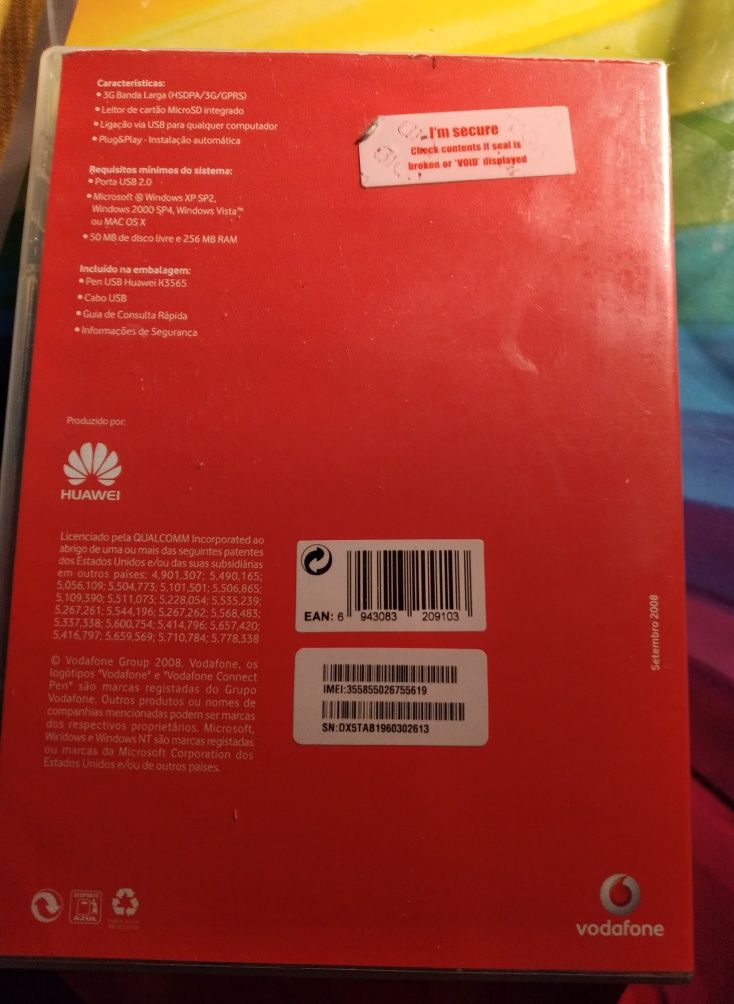 Características:
• 3G Banda Larga (HSDPA/3G/GPRS)
• Leitor de cartão MicroSD integrado
• Ligação via USB para qualquer computador
• Plug&Play - Instalação automática
I'm secure
Check contents if seal is
broken or 'VOID' displayed
Requisitos mínimos do sistema:
• Porta USB 2.0
• Microsoft ® Windows XP SP2,
Windows 2000 SP4, Windows Vista™
ou MAC OS X
• 50 MB de disco livre e 256 MB RAM
Incluído na embalagem:
• Pen USB Huawei K3565
• Cabo USB
• Guia de Consulta Rápida
• Informações de Segurança
Produzido por:
HUAWEI
Licenciado pela QUALCOMM Incorporated ao
abrigo de uma ou mais das seguintes patentes
dos Estados Unidos e/ou das suas subsidiárias
em outros países: 4,901,307; 5,490,165;
5,056,109; 5,504,773; 5,101,501; 5,506,865;
5,109,390; 5,511,073; 5,228,054; 5,535,239;
5,267,261; 5,544,196; 5,267,262; 5,568,483;
5,337,338; 5,600,754; 5,414,796; 5,657,420;
5,416,797; 5,659,569; 5,710,784; 5,778,338
© Vodafone Group 2008. Vodafone, os
logótipos "Vodafone" e "Vodafone Connect
Pen" são marcas registadas do Grupo
Vodafone. Outros produtos ou nomes de
companhias mencionadas podem ser marcas
dos respectivos proprietários. Microsoft,
Windows e Windows NT são marcas registadas
ou marcas da Microsoft Corporation dos
Estados Unidos e/ou de outros países.
EAN: 6 943083 209103
IMEI:355855026755619
SN:DX5TAB1960302613
Setembro 2008
AZUL
vodafone